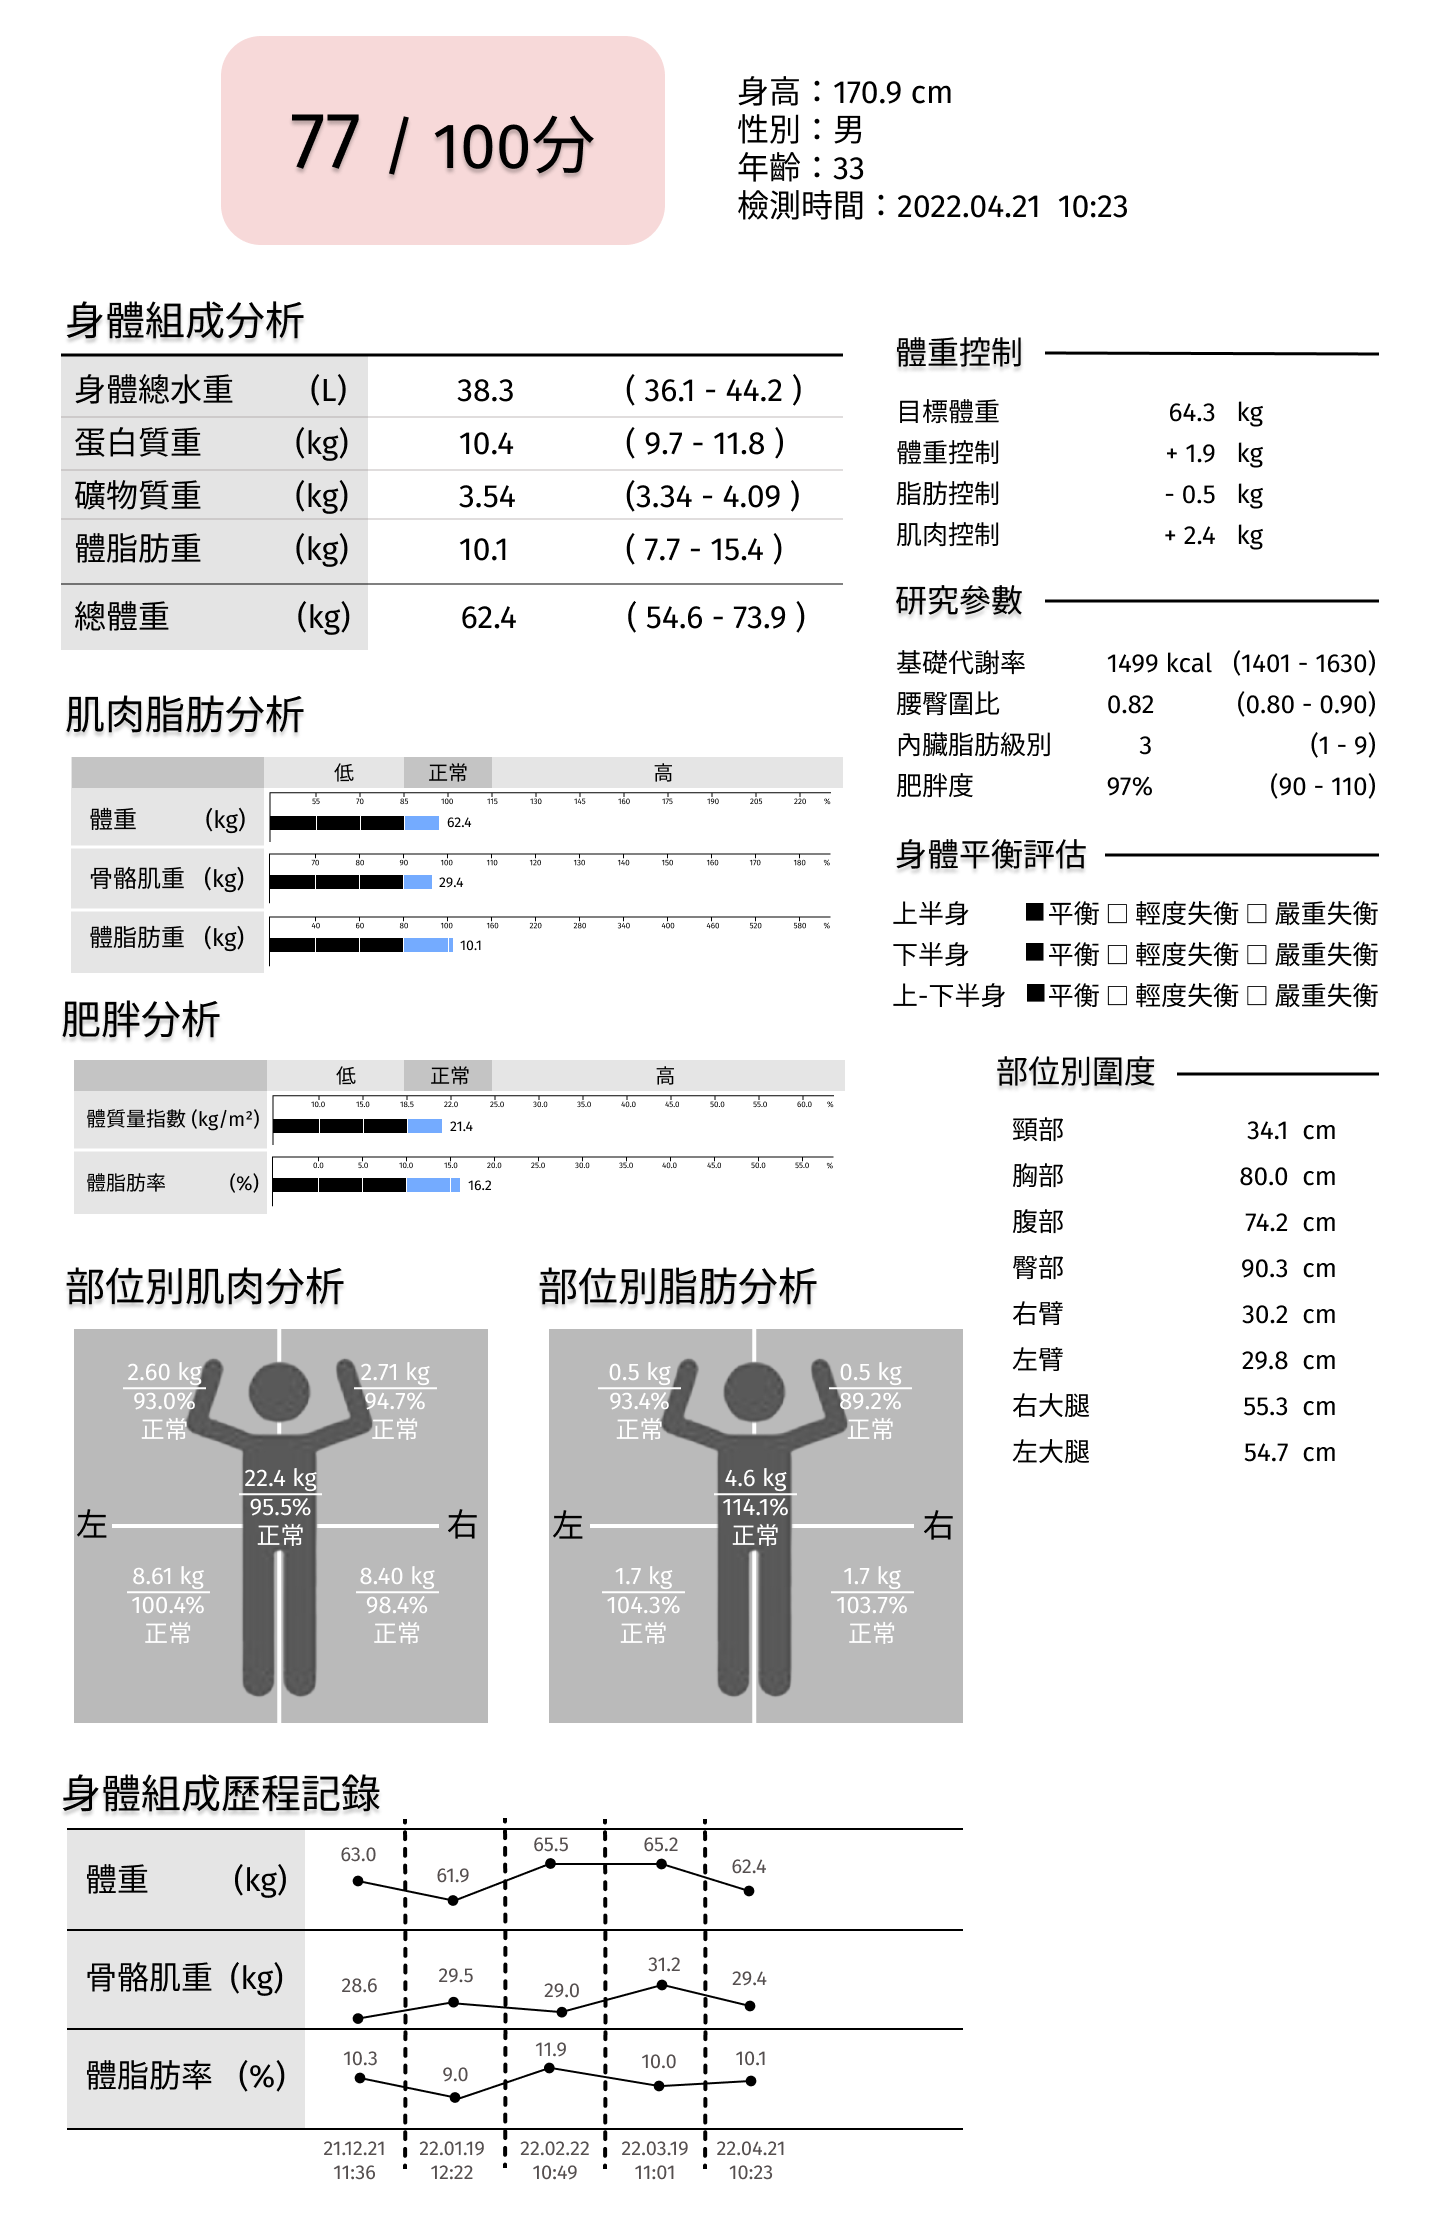 77 / 100分
身高：170.9 cm
性別：男
年齡：33
檢測時間：2022.04.21 10:23
身體組成分析
身體總水重 (L) 38.3 ( 36.1 - 44.2 )
蛋白質重 (kg) 10.4 ( 9.7 - 11.8 )
礦物質重 (kg) 3.54 (3.34 - 4.09 )
體脂肪重 (kg) 10.1 ( 7.7 - 15.4 )
總體重 (kg) 62.4 ( 54.6 - 73.9 )
體重控制
目標體重 64.3 kg
體重控制 + 1.9 kg
脂肪控制 - 0.5 kg
肌肉控制 + 2.4 kg
研究參數
基礎代謝率 1499 kcal (1401 - 1630)
腰臀圍比 0.82 (0.80 - 0.90)
內臟脂肪級別 3 (1 - 9)
肥胖度 97% (90 - 110)
身體平衡評估
上半身 ■平衡 □ 輕度失衡 □ 嚴重失衡
下半身 ■平衡 □ 輕度失衡 □ 嚴重失衡
上-下半身 ■平衡 □ 輕度失衡 □ 嚴重失衡
肌肉脂肪分析
低 正常 高
55 70 85 100 115 130 145 160 175 190 205 220 %
體重 (kg) 62.4
70 80 90 100 110 120 130 140 150 160 170 180 %
骨骼肌重 (kg) 29.4
40 60 80 100 160 220 280 340 400 460 520 580 %
體脂肪重 (kg) 10.1
肥胖分析
低 正常 高
10.0 15.0 18.5 22.0 25.0 30.0 35.0 40.0 45.0 50.0 55.0 60.0 %
體質量指數 (kg/m²) 21.4
0.0 5.0 10.0 15.0 20.0 25.0 30.0 35.0 40.0 45.0 50.0 55.0 %
體脂肪率 (%) 16.2
部位別圍度
頸部 34.1 cm
胸部 80.0 cm
腹部 74.2 cm
臀部 90.3 cm
右臂 30.2 cm
左臂 29.8 cm
右大腿 55.3 cm
左大腿 54.7 cm
部位別肌肉分析
2.60 kg 2.71 kg
93.0% 94.7%
正常 正常
22.4 kg
95.5%
正常
左 右
8.61 kg 8.40 kg
100.4% 98.4%
正常 正常
部位別脂肪分析
0.5 kg 0.5 kg
93.4% 89.2%
正常 正常
4.6 kg
114.1%
正常
左 右
1.7 kg 1.7 kg
104.3% 103.7%
正常 正常
身體組成歷程記錄
體重 (kg) 63.0 61.9 65.5 65.2 62.4
骨骼肌重 (kg) 28.6 29.5 29.0 31.2 29.4
體脂肪率 (%) 10.3 9.0 11.9 10.0 10.1
21.12.21 22.01.19 22.02.22 22.03.19 22.04.21
11:36 12:22 10:49 11:01 10:23